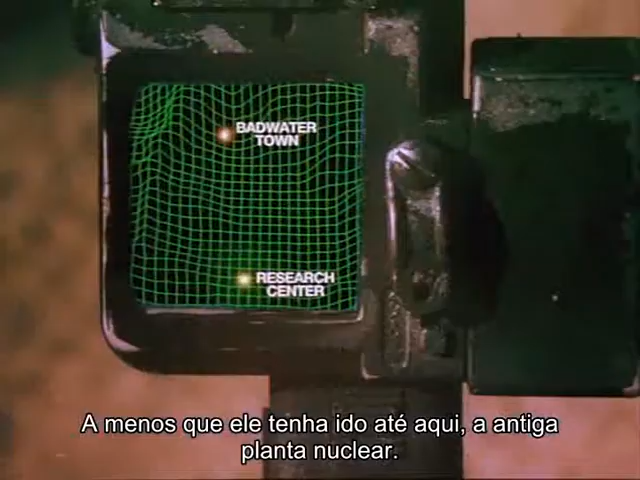 BADWATER
TOWN
RESEARCH
CENTER
A menos que ele tenha ido até aqui, a antiga
planta nuclear.